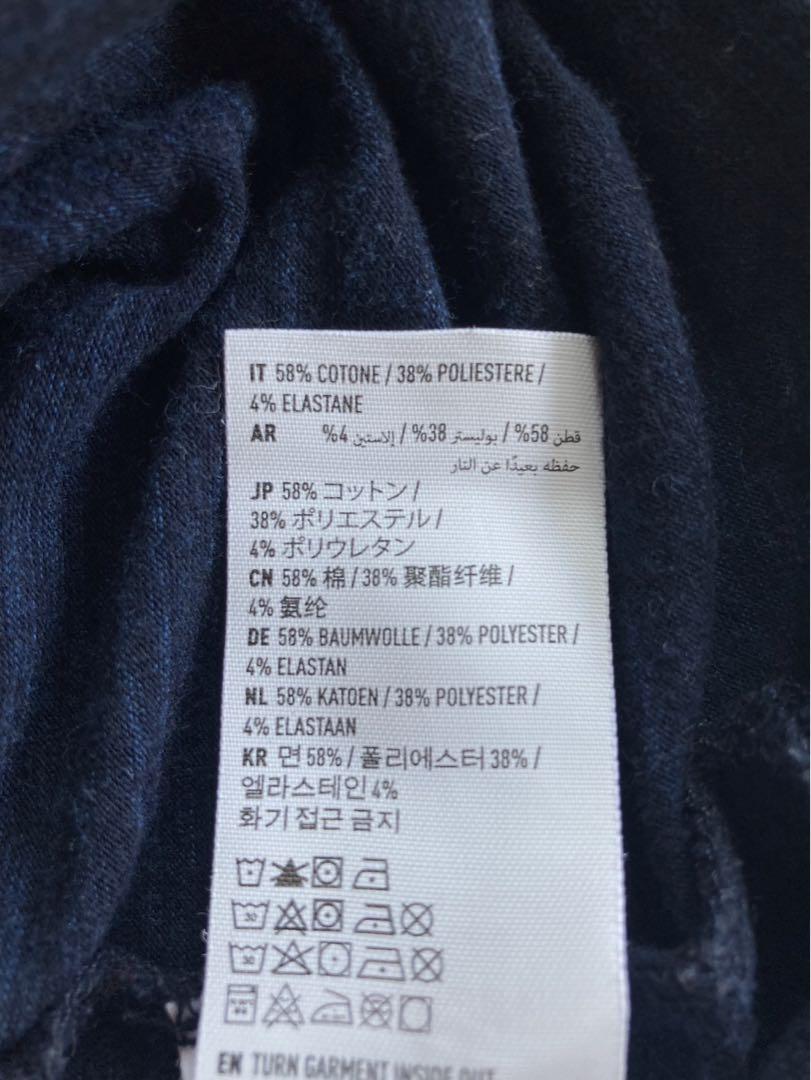 IT 58% COTONE / 38% POLIESTERE /
4% ELASTANE
AR قطن 58% / بوليستر 38% / إلاستين 4%
حفظه بعيدًا عن النار
JP 58% コットン /
38% ポリエステル /
4% ポリウレタン
CN 58% 棉 / 38% 聚酯纤维 /
4% 氨纶
DE 58% BAUMWOLLE / 38% POLYESTER /
4% ELASTAN
NL 58% KATOEN / 38% POLYESTER /
4% ELASTAAN
KR 면 58% / 폴리에스터 38% /
엘라스테인 4%
화기 접근 금지
30
30
EN TURN GARMENT INSIDE OUT